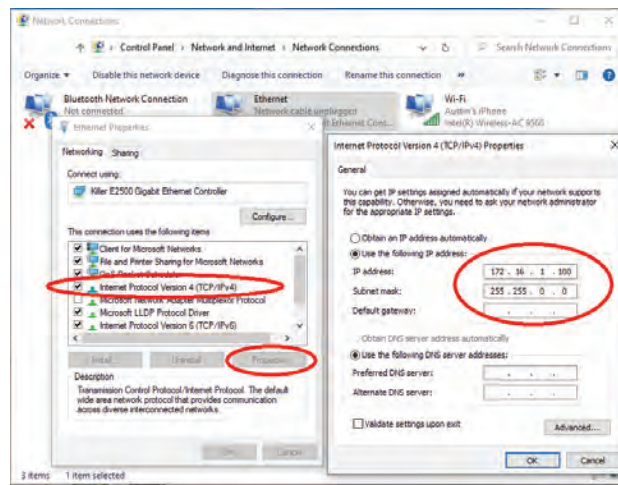 Network Connections
Control Panel › Network and Internet › Network Connections
Search Network Connections
Organize Disable this network device Diagnose this connection Rename this connection »
Bluetooth Network Connection
Not connected
Ethernet
Network cable unplugged
Ethernet Cont...
Wi-Fi
Austin's iPhone
Intel(R) Wireless-AC 9560
Ethernet Properties
Networking Sharing
Connect using:
Killer E2500 Gigabit Ethernet Controller
Configure...
This connection uses the following items
Client for Microsoft Networks
File and Printer Sharing for Microsoft Networks
QoS Packet Scheduler
Internet Protocol Version 4 (TCP/IPv4)
Microsoft Network Adapter Multiplexor Protocol
Microsoft LLDP Protocol Driver
Internet Protocol Version 6 (TCP/IPv6)
Install... Uninstall Properties
Description
Transmission Control Protocol/Internet Protocol. The default
wide area network protocol that provides communication
across diverse interconnected networks.
OK Cancel
Internet Protocol Version 4 (TCP/IPv4) Properties
General
You can get IP settings assigned automatically if your network supports
this capability. Otherwise, you need to ask your network administrator
for the appropriate IP settings.
Obtain an IP address automatically
Use the following IP address:
IP address: 172 . 16 . 1 . 100
Subnet mask: 255 . 255 . 0 . 0
Default gateway: . . .
Obtain DNS server address automatically
Use the following DNS server addresses:
Preferred DNS server: . . .
Alternate DNS server: . . .
Validate settings upon exit
Advanced...
OK Cancel
3 items 1 item selected